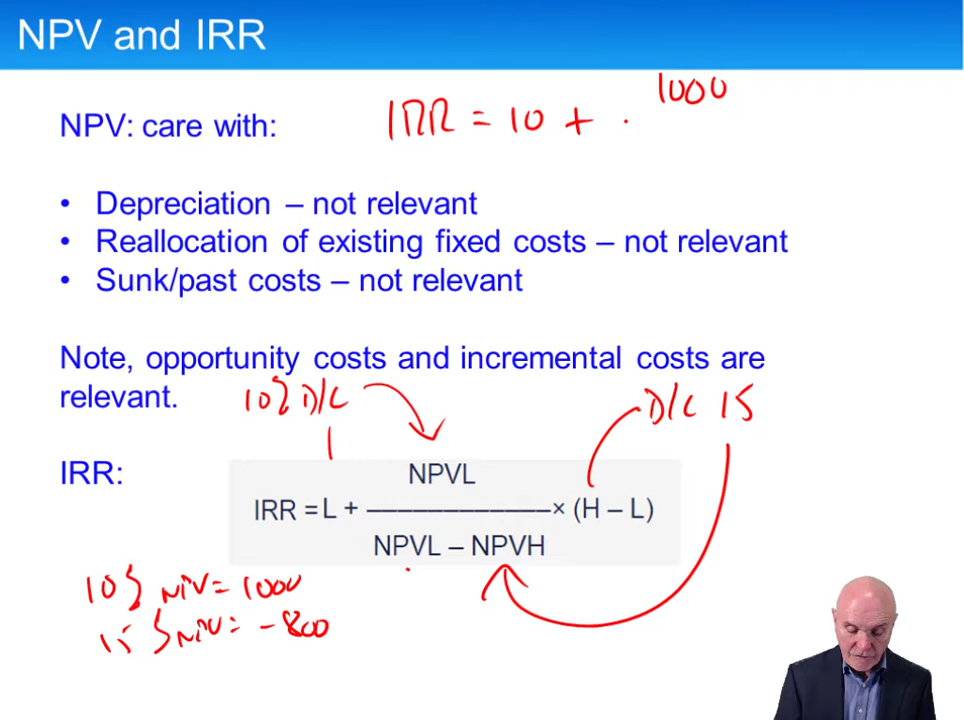 NPV and IRR
NPV: care with:
IRR = 10 + 1000
• Depreciation – not relevant
• Reallocation of existing fixed costs – not relevant
• Sunk/past costs – not relevant
Note, opportunity costs and incremental costs are
relevant.
10% D/C
D/C 15
IRR:
NPVL
IRR = L + ––––––––––––× (H – L)
NPVL – NPVH
10% NPV = 1000
15% NPV = -800